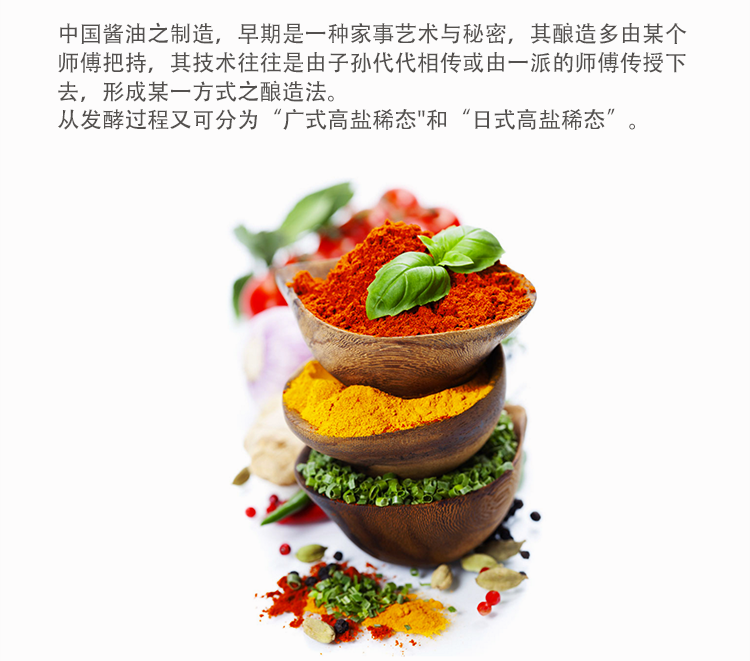 中国酱油之制造，早期是一种家事艺术与秘密，其酿造多由某个
师傅把持，其技术往往是由子孙代代相传或由一派的师傅传授下
去，形成某一方式之酿造法。
从发酵过程又可分为“广式高盐稀态"和“日式高盐稀态”。